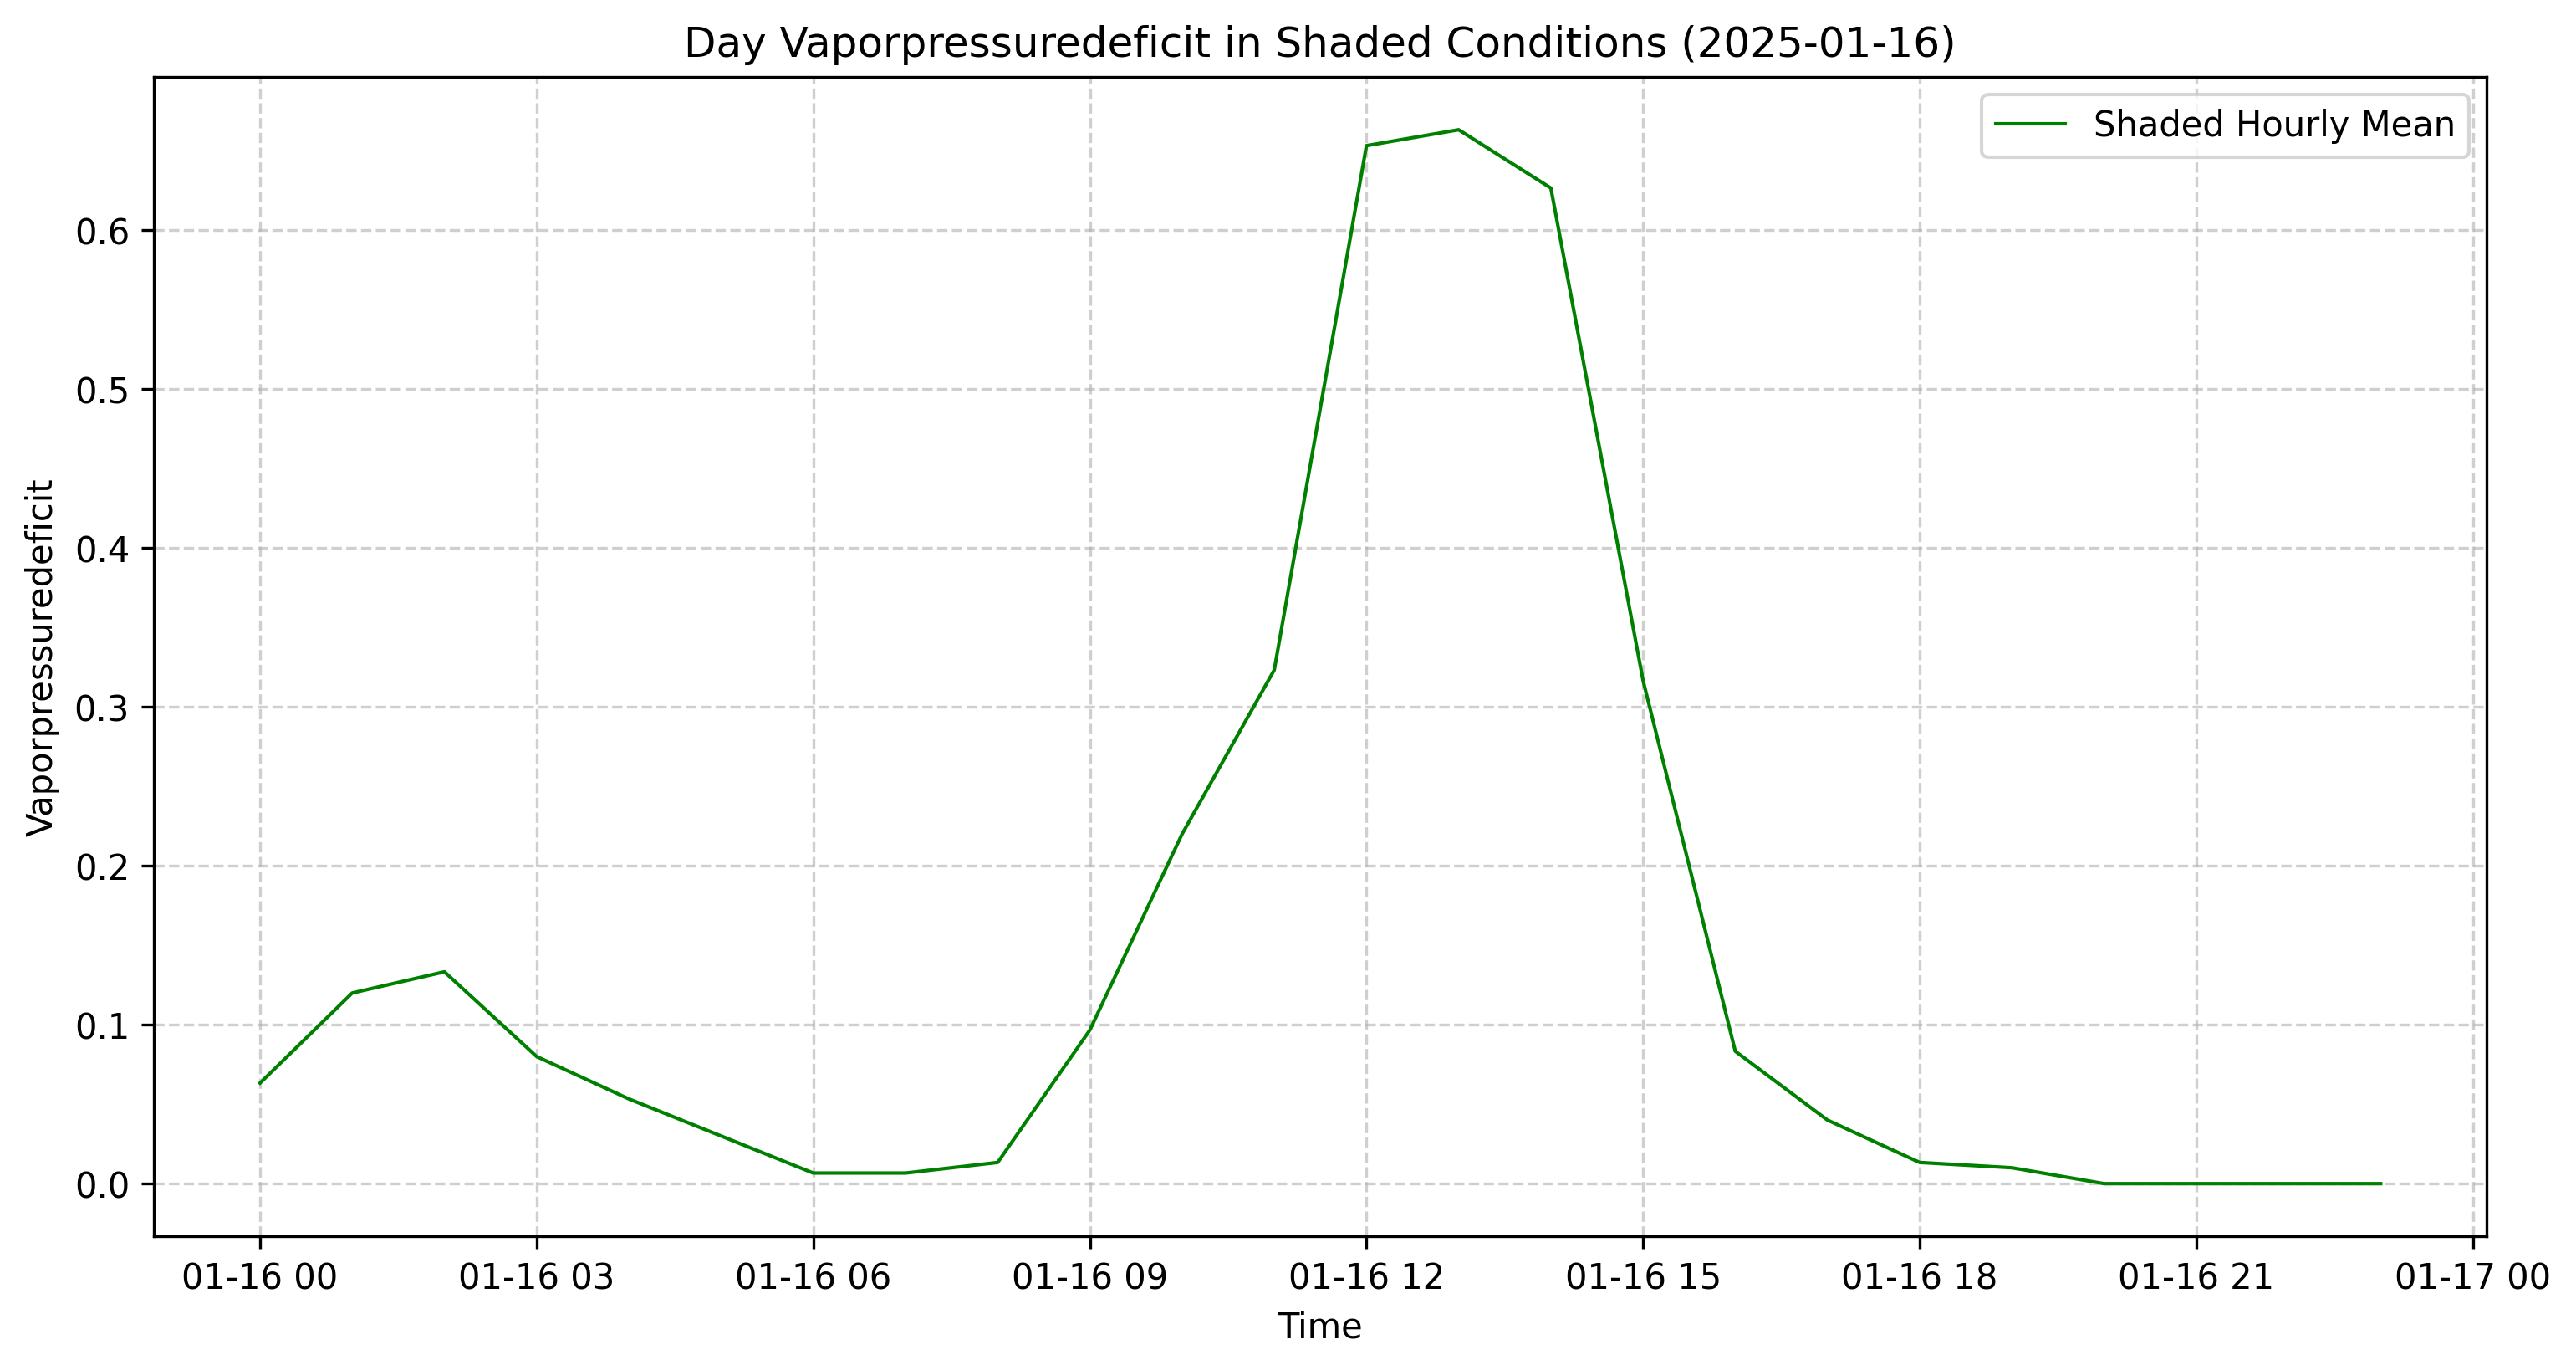 Day Vaporpressuredeficit in Shaded Conditions (2025-01-16)
Shaded Hourly Mean
Vaporpressuredeficit
0.6
0.5
0.4
0.3
0.2
0.1
0.0
01-16 00 01-16 03 01-16 06 01-16 09 01-16 12 01-16 15 01-16 18 01-16 21 01-17 00
Time